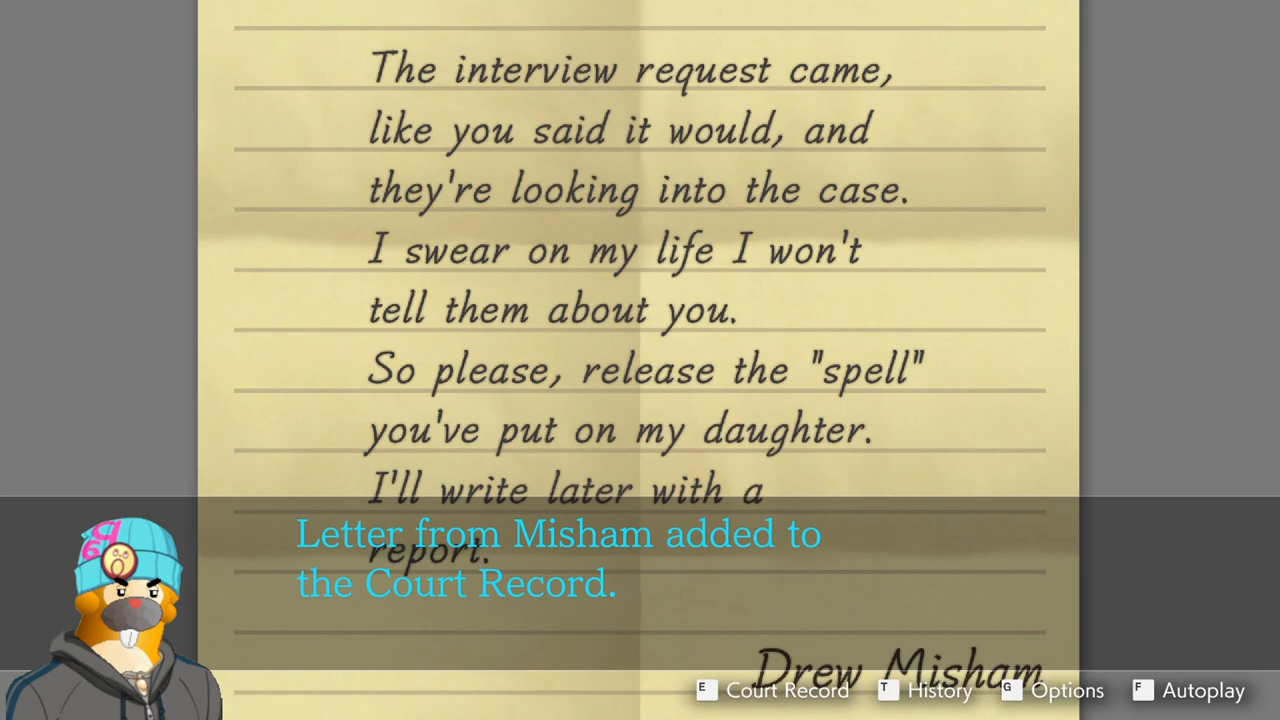 The interview request came,
like you said it would, and
they're looking into the case.
I swear on my life I won't
tell them about you.
So please, release the "spell"
you've put on my daughter.
I'll write later with a
report.
Letter from Misham added to
the Court Record.
Drew Misham
E Court Record T History G Options F Autoplay